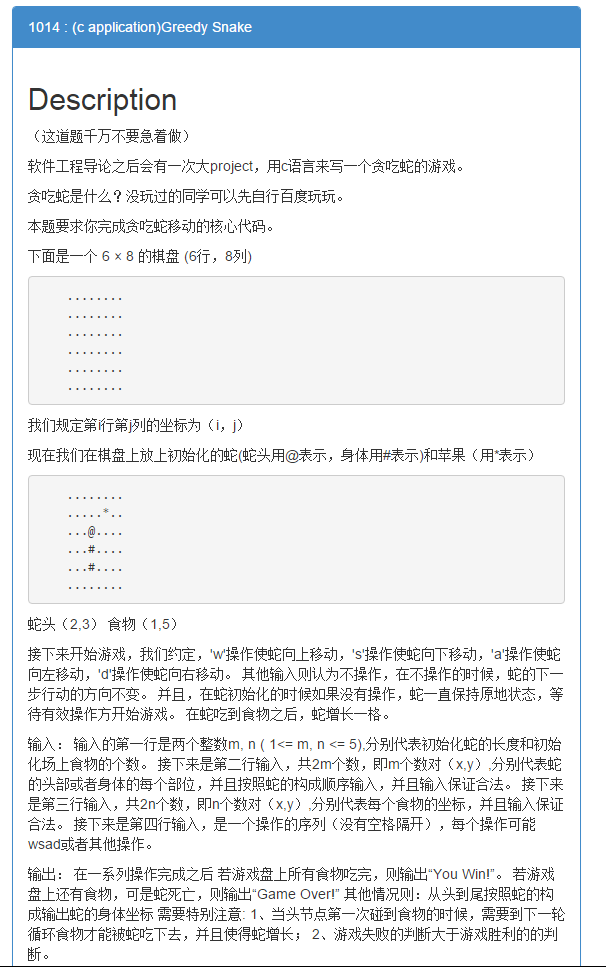 1014 : (c application)Greedy Snake
Description
（这道题千万不要急着做）
软件工程导论之后会有一次大project，用c语言来写一个贪吃蛇的游戏。
贪吃蛇是什么？没玩过的同学可以先自行百度玩玩。
本题要求你完成贪吃蛇移动的核心代码。
下面是一个 6 × 8 的棋盘 (6行，8列)
........
........
........
........
........
........
我们规定第i行第j列的坐标为（i，j）
现在我们在棋盘上放上初始化的蛇(蛇头用@表示，身体用#表示)和苹果（用*表示）
........
.....*..
...@....
...#....
...#....
........
蛇头（2,3） 食物（1,5）
接下来开始游戏，我们约定，'w'操作使蛇向上移动，'s'操作使蛇向下移动，'a'操作使蛇
向左移动，'d'操作使蛇向右移动。 其他输入则认为不操作，在不操作的时候，蛇的下一
步行动的方向不变。 并且，在蛇初始化的时候如果没有操作，蛇一直保持原地状态，等
待有效操作方开始游戏。 在蛇吃到食物之后，蛇增长一格。
输入： 输入的第一行是两个整数m, n ( 1<= m, n <= 5),分别代表初始化蛇的长度和初始
化场上食物的个数。 接下来是第二行输入，共2m个数，即m个数对（x,y）,分别代表蛇
的头部或者身体的每个部位，并且按照蛇的构成顺序输入，并且输入保证合法。 接下来
是第三行输入，共2n个数，即n个数对（x,y）,分别代表每个食物的坐标，并且输入保证
合法。 接下来是第四行输入，是一个操作的序列（没有空格隔开），每个操作可能
wsad或者其他操作。
输出： 在一系列操作完成之后 若游戏盘上所有食物吃完，则输出“You Win!”。 若游戏
盘上还有食物，可是蛇死亡，则输出“Game Over!” 其他情况则：从头到尾按照蛇的构
成输出蛇的身体坐标 需要特别注意: 1、当头节点第一次碰到食物的时候，需要到下一轮
循环食物才能被蛇吃下去，并且使得蛇增长； 2、游戏失败的判断大于游戏胜利的的判
断。